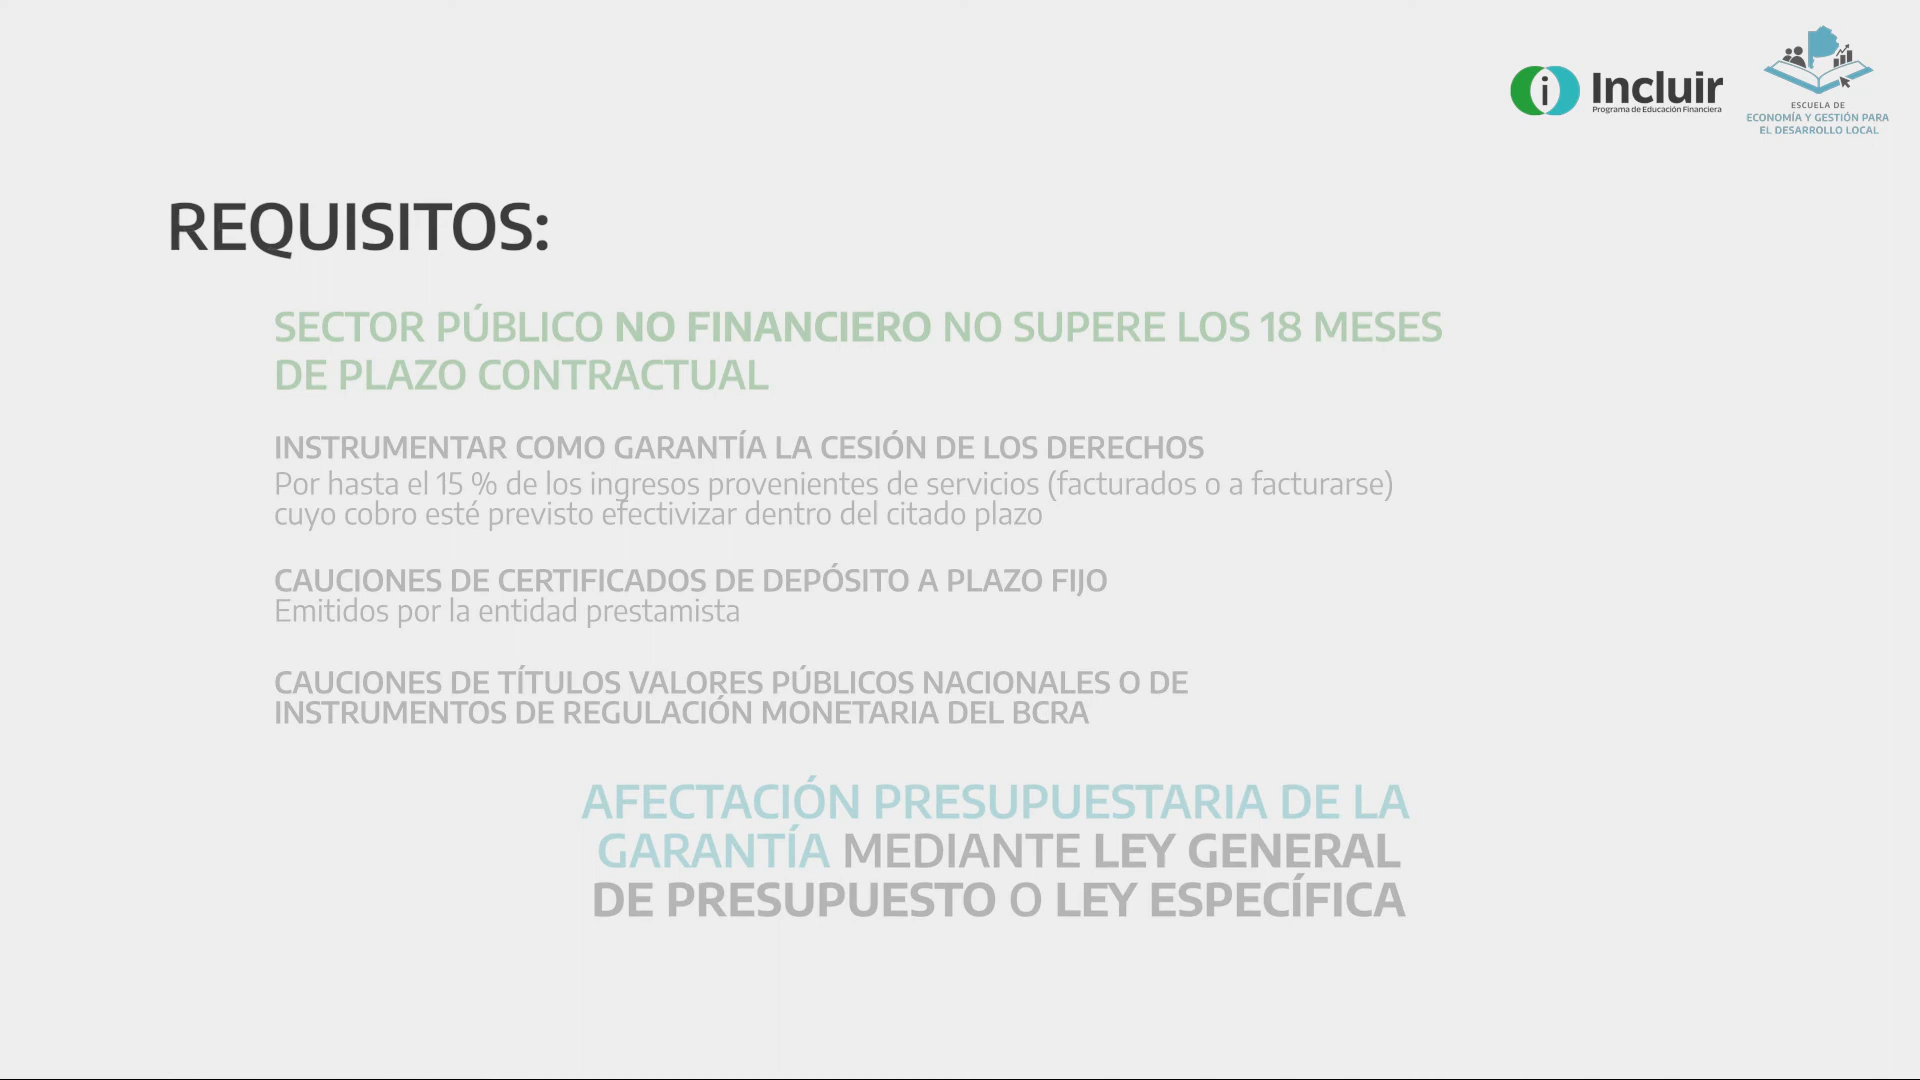 Incluir
Programa de Educación Financiera
ESCUELA DE
ECONOMÍA Y GESTIÓN PARA
EL DESARROLLO LOCAL
REQUISITOS:
SECTOR PÚBLICO NO FINANCIERO NO SUPERE LOS 18 MESES
DE PLAZO CONTRACTUAL
INSTRUMENTAR COMO GARANTÍA LA CESIÓN DE LOS DERECHOS
Por hasta el 15 % de los ingresos provenientes de servicios (facturados o a facturarse)
cuyo cobro esté previsto efectivizar dentro del citado plazo
CAUCIONES DE CERTIFICADOS DE DEPÓSITO A PLAZO FIJO
Emitidos por la entidad prestamista
CAUCIONES DE TÍTULOS VALORES PÚBLICOS NACIONALES O DE
INSTRUMENTOS DE REGULACIÓN MONETARIA DEL BCRA
AFECTACIÓN PRESUPUESTARIA DE LA
GARANTÍA MEDIANTE LEY GENERAL
DE PRESUPUESTO O LEY ESPECÍFICA